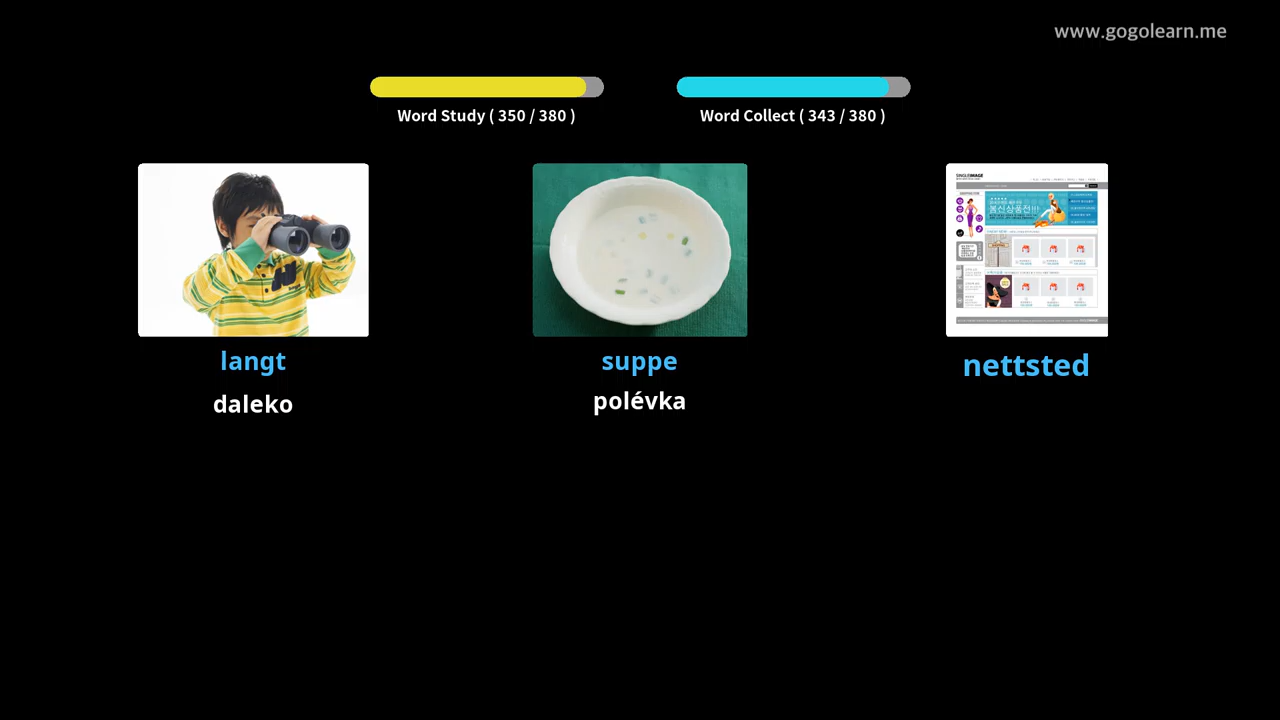 www.gogolearn.me
Word Study ( 350 / 380 )
Word Collect ( 343 / 380 )
langt
suppe
nettsted
daleko
polévka